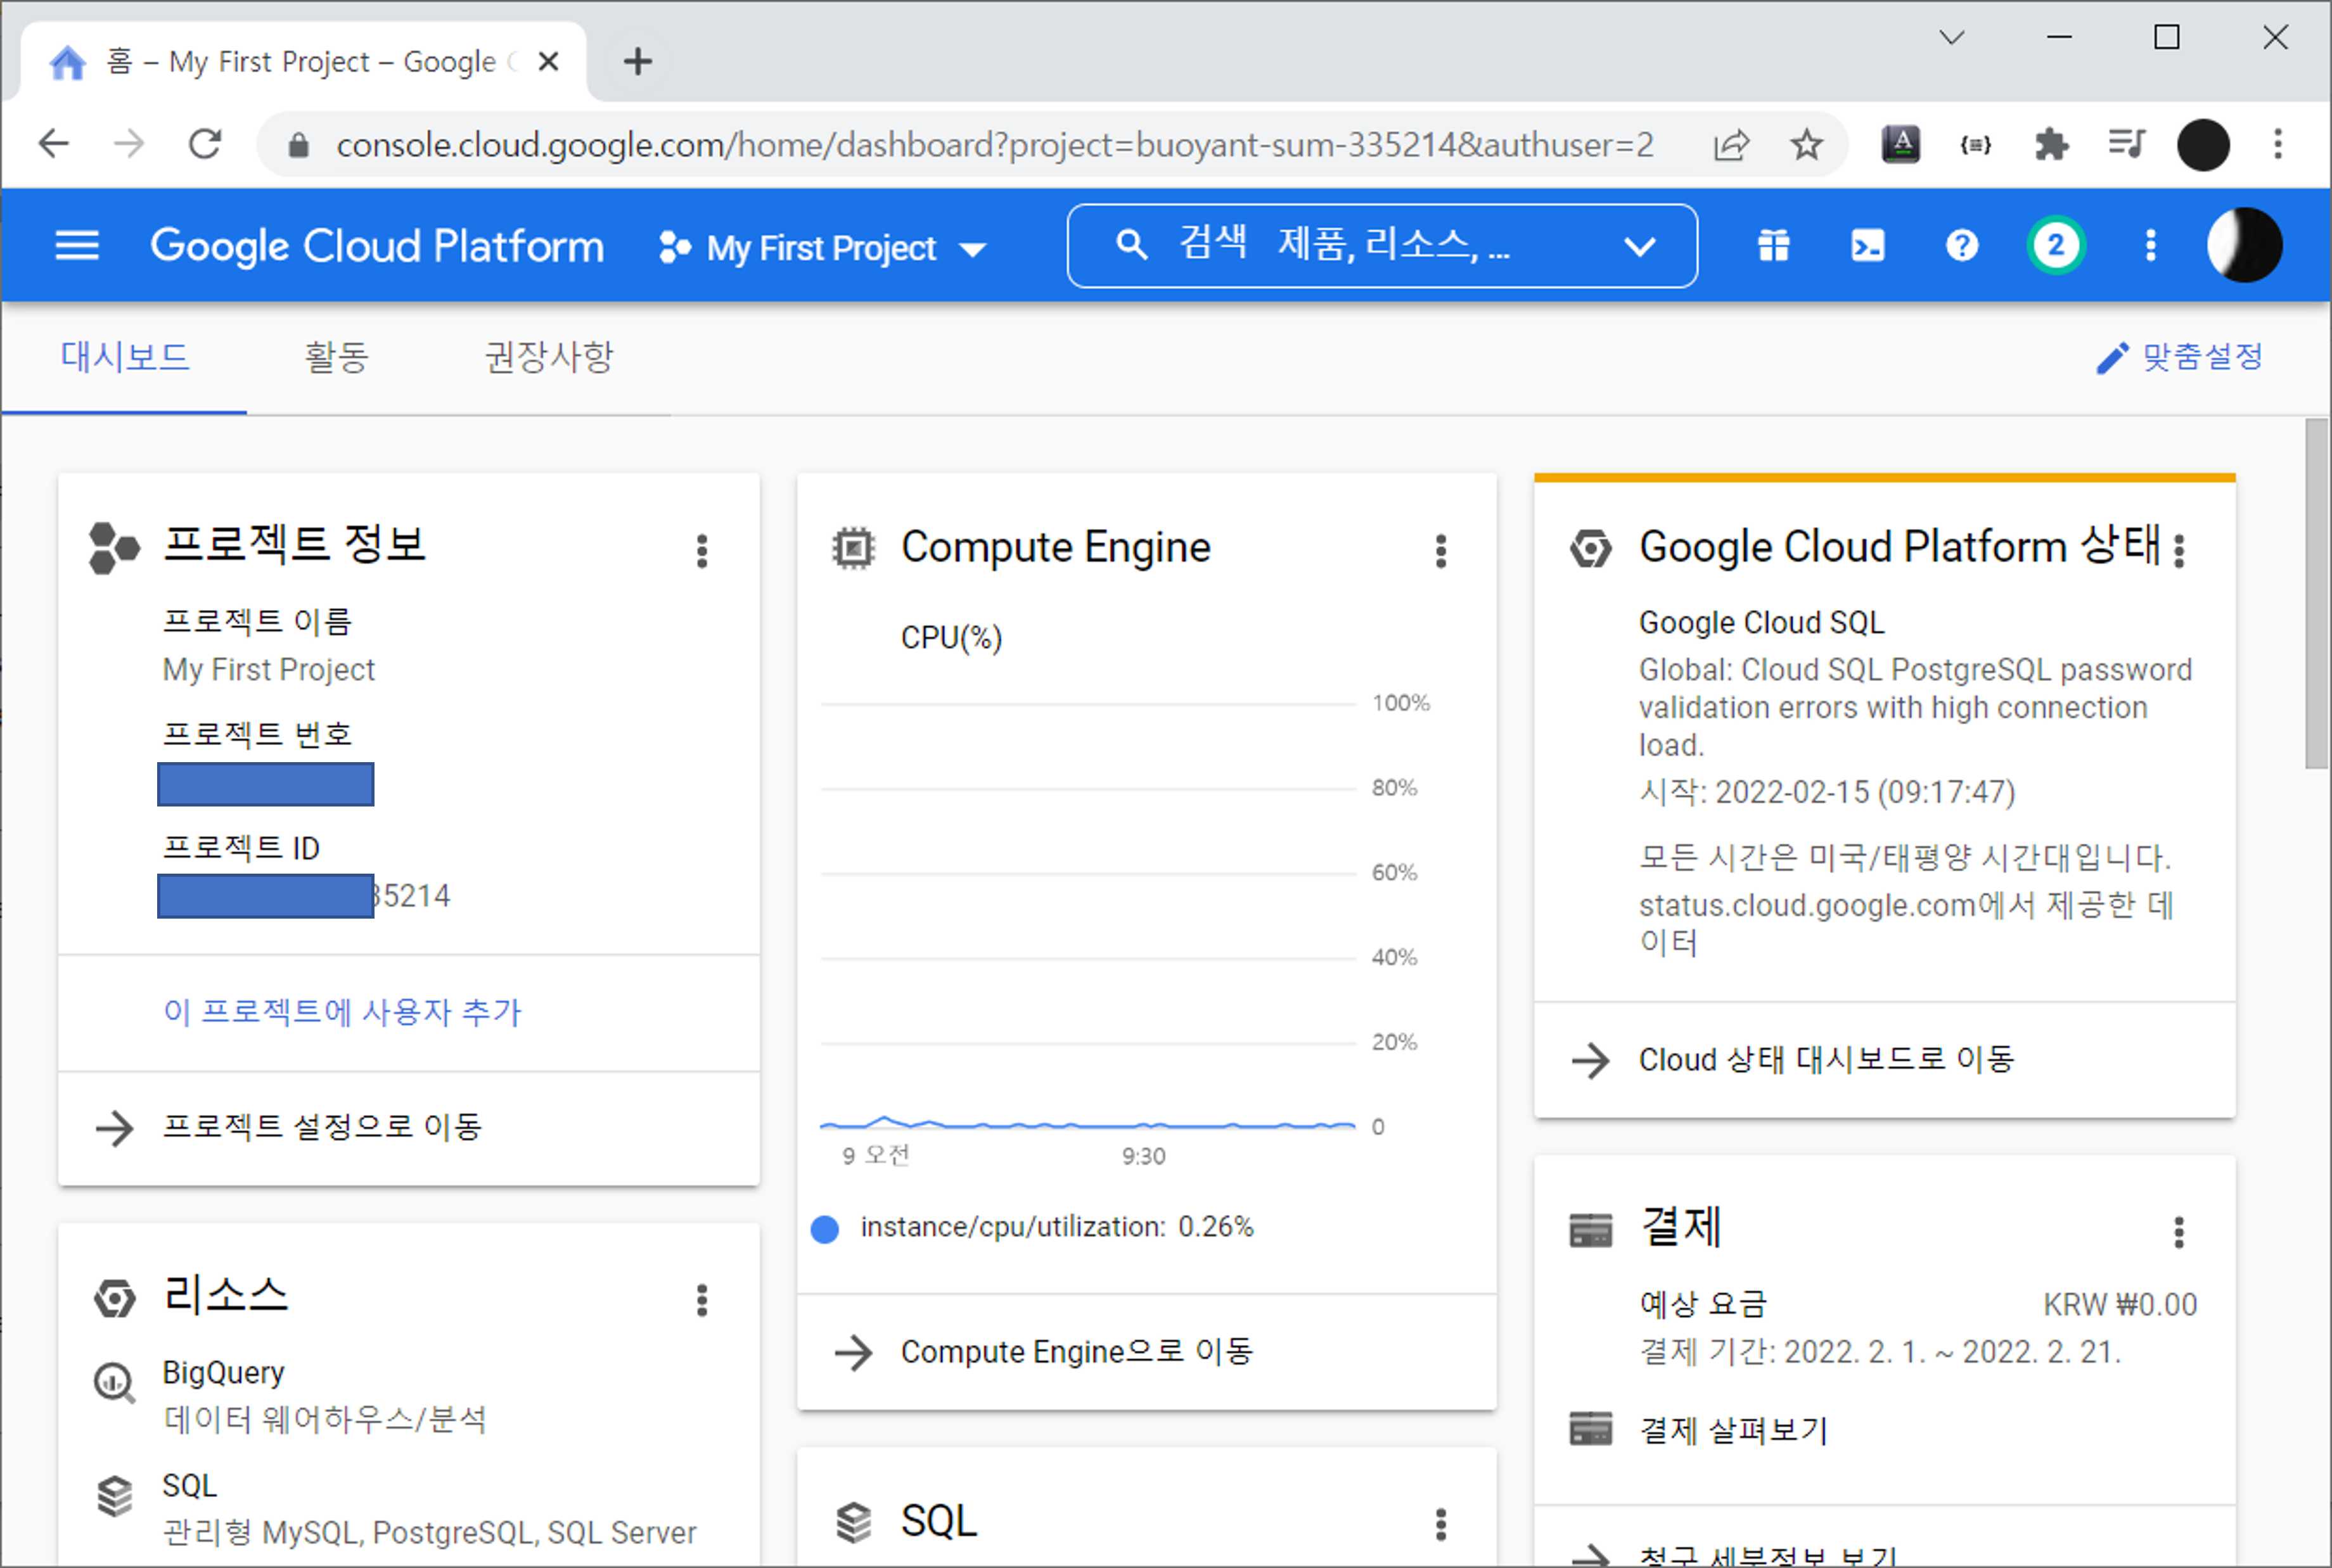 홈 – My First Project – Google
console.cloud.google.com/home/dashboard?project=buoyant-sum-335214&authuser=2
Google Cloud Platform
My First Project
검색 제품, 리소스, ...
2
대시보드
활동
권장사항
맞춤설정
프로젝트 정보
프로젝트 이름
My First Project
프로젝트 번호
프로젝트 ID
35214
이 프로젝트에 사용자 추가
프로젝트 설정으로 이동
리소스
BigQuery
데이터 웨어하우스/분석
SQL
관리형 MySQL, PostgreSQL, SQL Server
Compute Engine
CPU(%)
100%
80%
60%
40%
20%
0
9 오전
9:30
instance/cpu/utilization: 0.26%
Compute Engine으로 이동
SQL
Google Cloud Platform 상태
Google Cloud SQL
Global: Cloud SQL PostgreSQL password
validation errors with high connection
load.
시작: 2022-02-15 (09:17:47)
모든 시간은 미국/태평양 시간대입니다.
status.cloud.google.com에서 제공한 데
이터
Cloud 상태 대시보드로 이동
결제
예상 요금
KRW ₩0.00
결제 기간: 2022. 2. 1. ~ 2022. 2. 21.
결제 살펴보기
청구 세부정보 보기